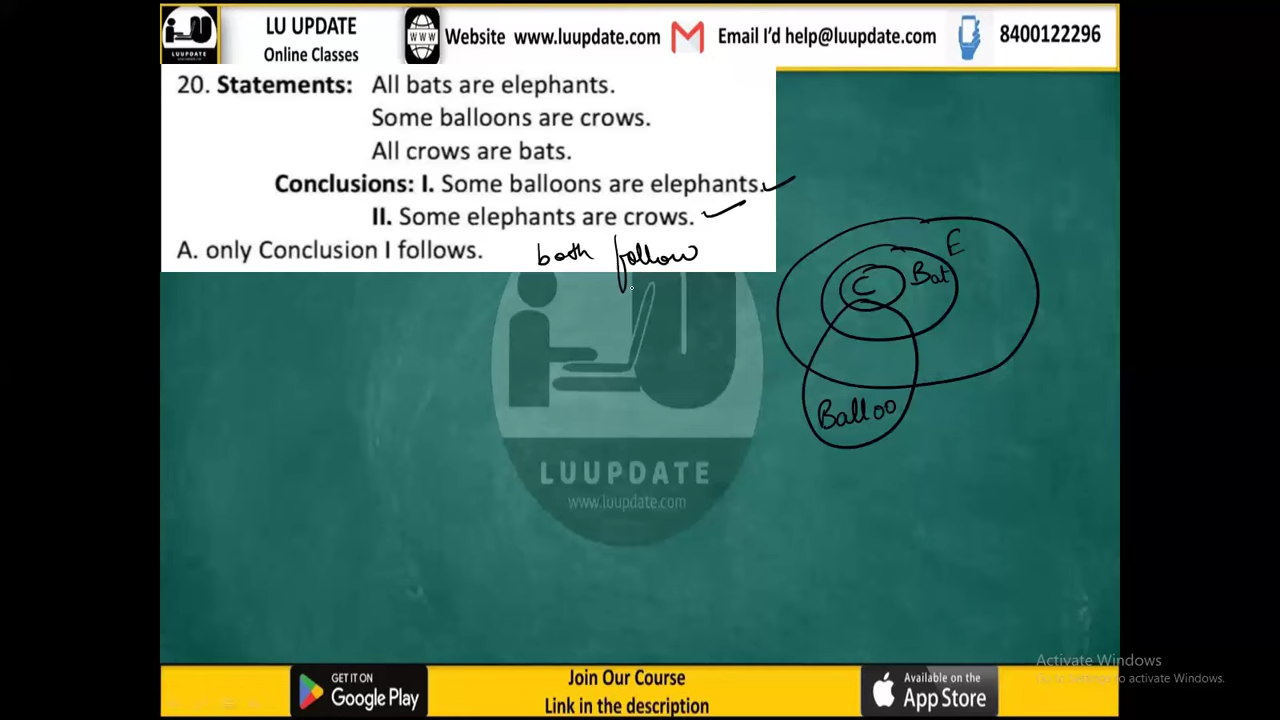 LU UPDATE
Online Classes
LUUPDATE
WWW
Website www.luupdate.com
Email I'd help@luupdate.com
8400122296
20. Statements: All bats are elephants.
Some balloons are crows.
All crows are bats.
Conclusions: I. Some balloons are elephants.
II. Some elephants are crows.
A. only Conclusion I follows.
both follow
E
Bat
C
Balloo
LUUPDATE
www.luupdate.com
Activate Windows
GET IT ON
Google Play
Join Our Course
Link in the description
Available on the
App Store